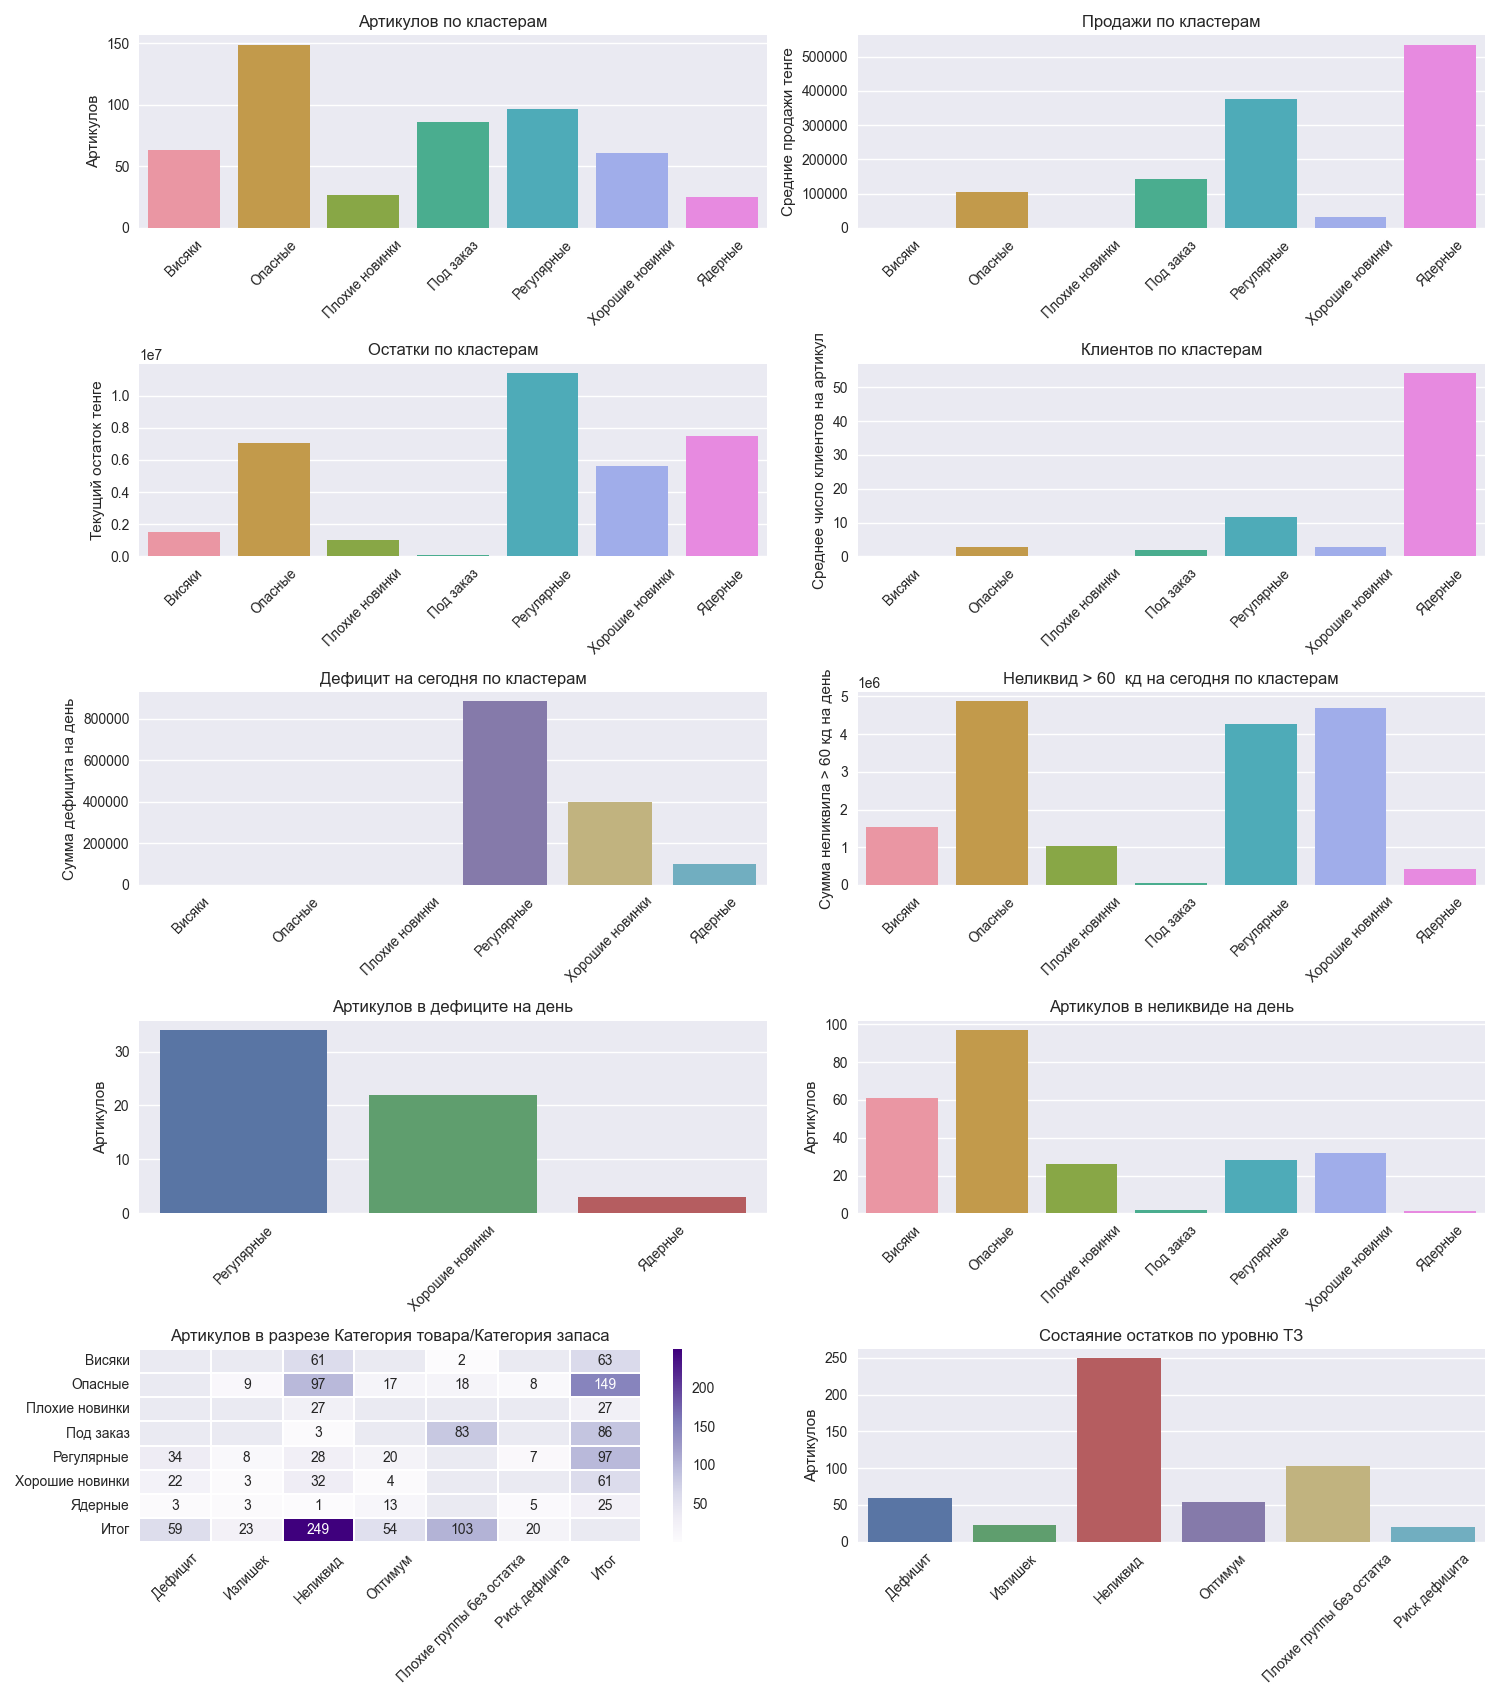 Артикулов по кластерам
Артикулов
150
100
50
0
Висяки
Опасные
Плохие новинки
Под заказ
Регулярные
Хорошие новинки
Ядерные
Продажи по кластерам
Средние продажи тенге
500000
400000
300000
200000
100000
0
Висяки
Опасные
Плохие новинки
Под заказ
Регулярные
Хорошие новинки
Ядерные
Остатки по кластерам
1e7
Текущий остаток тенге
1.0
0.8
0.6
0.4
0.2
0.0
Висяки
Опасные
Плохие новинки
Под заказ
Регулярные
Хорошие новинки
Ядерные
Клиентов по кластерам
Среднее число клиентов на артикул
50
40
30
20
10
0
Висяки
Опасные
Плохие новинки
Под заказ
Регулярные
Хорошие новинки
Ядерные
Дефицит на сегодня по кластерам
Сумма дефицита на день
800000
600000
400000
200000
0
Висяки
Опасные
Плохие новинки
Регулярные
Хорошие новинки
Ядерные
Неликвид > 60  кд на сегодня по кластерам
1e6
Сумма неликвила > 60 кд на день
5
4
3
2
1
0
Висяки
Опасные
Плохие новинки
Под заказ
Регулярные
Хорошие новинки
Ядерные
Артикулов в дефиците на день
Артикулов
30
20
10
0
Регулярные
Хорошие новинки
Ядерные
Артикулов в неликвиде на день
Артикулов
100
80
60
40
20
0
Висяки
Опасные
Плохие новинки
Под заказ
Регулярные
Хорошие новинки
Ядерные
Артикулов в разрезе Категория товара/Категория запаса
Висяки 61 2 63
Опасные 9 97 17 18 8 149
Плохие новинки 27 27
Под заказ 3 83 86
Регулярные 34 8 28 20 7 97
Хорошие новинки 22 3 32 4 61
Ядерные 3 3 1 13 5 25
Итог 59 23 249 54 103 20
Дефицит
Излишек
Неликвид
Оптимум
Плохие группы без остатка
Риск дефицита
Итог
200
150
100
50
Состаяние остатков по уровню ТЗ
Артикулов
250
200
150
100
50
0
Дефицит
Излишек
Неликвид
Оптимум
Плохие группы без остатка
Риск дефицита